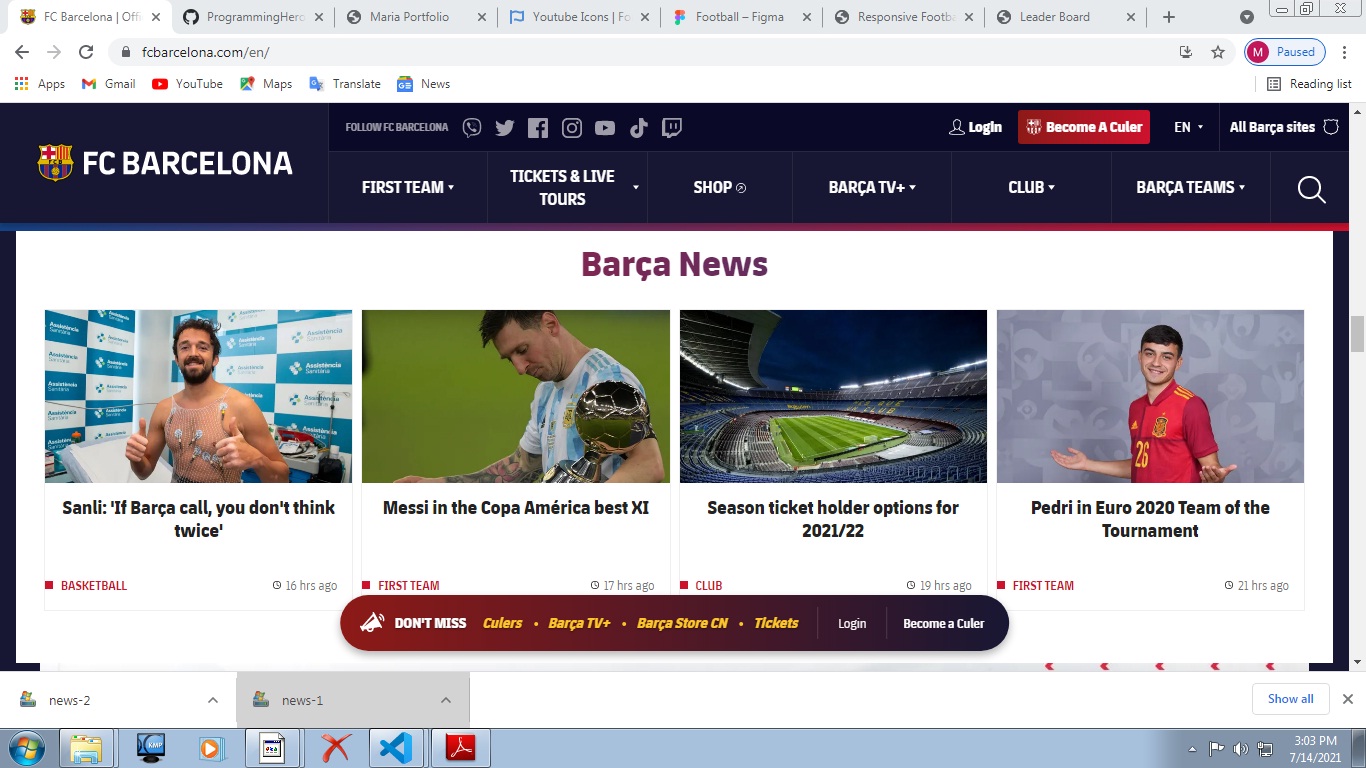 FC Barcelona | Offi
ProgrammingHero
Maria Portfolio
Youtube Icons | Fo
Football – Figma
Responsive Footba
Leader Board
fcbarcelona.com/en/
M
Paused
Apps
Gmail
YouTube
Maps
Translate
News
Reading list
FC BARCELONA
FOLLOW FC BARCELONA
Login
Become A Culer
EN
All Barça sites
FIRST TEAM
TICKETS & LIVE
TOURS
SHOP
BARÇA TV+
CLUB
BARÇA TEAMS
Barça News
Assistència
Sanitària
26
Sanli: 'If Barça call, you don't think
twice'
BASKETBALL
16 hrs ago
Messi in the Copa América best XI
FIRST TEAM
17 hrs ago
Season ticket holder options for
2021/22
CLUB
19 hrs ago
Pedri in Euro 2020 Team of the
Tournament
FIRST TEAM
21 hrs ago
DON'T MISS
Culers
• Barça TV+
• Barça Store CN
• Tickets
Login
Become a Culer
news-2
news-1
Show all
KMP
3:03 PM
7/14/2021